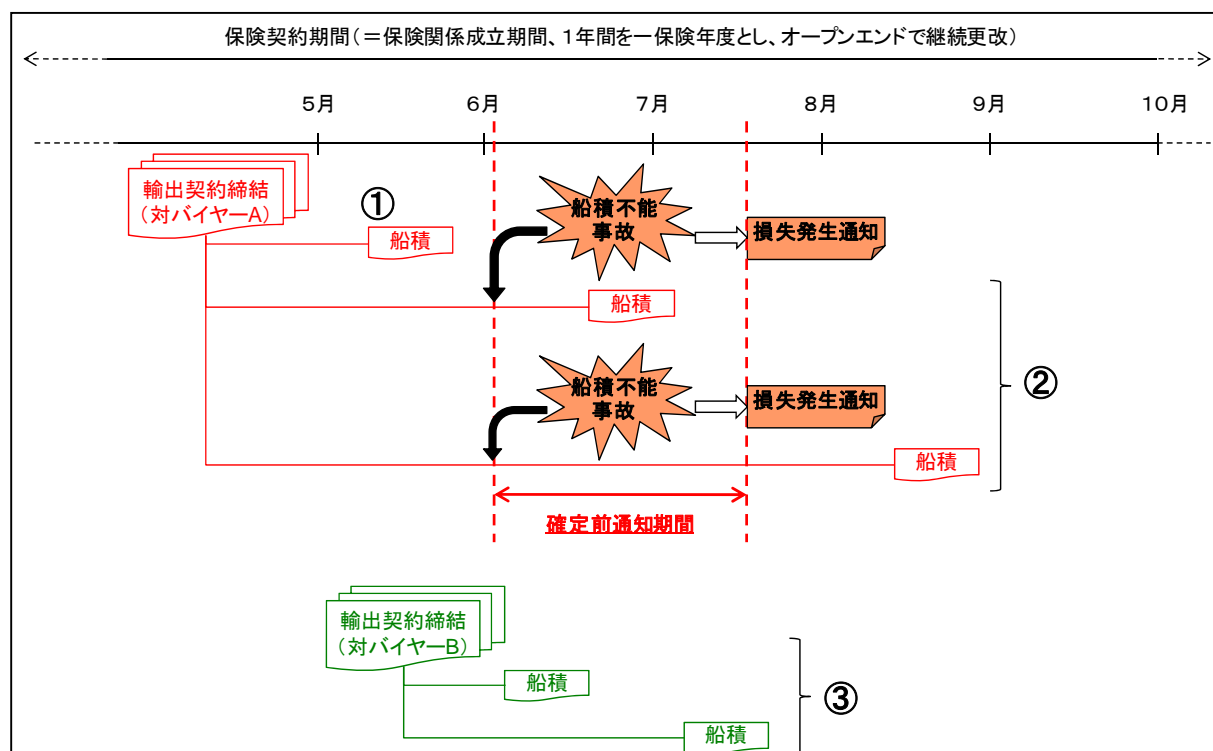 保険契約期間(＝保険関係成立期間、1年間を一保険年度とし、オープンエンドで継続更改)
5月
6月
7月
8月
9月
10月
輸出契約締結
(対バイヤーA)
①
船積
船積不能
事故
損失発生通知
船積
船積不能
事故
損失発生通知
②
船積
確定前通知期間
輸出契約締結
(対バイヤーB)
船積
③
船積